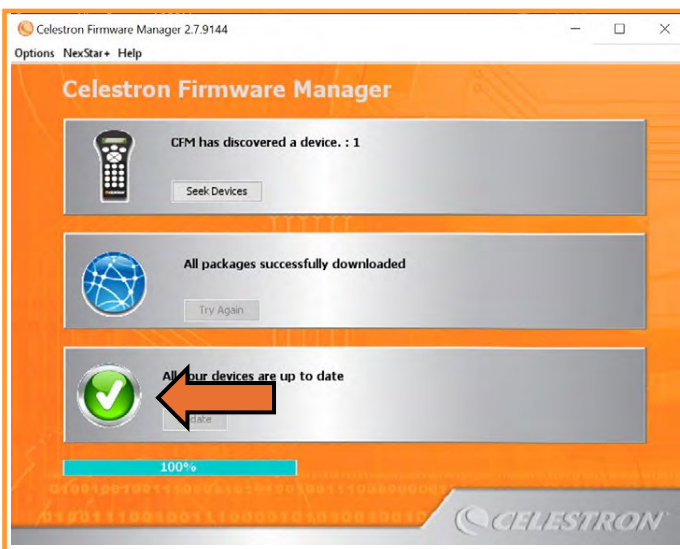 Celestron Firmware Manager 2.7.9144
Options NexStar+ Help
Celestron Firmware Manager
CFM has discovered a device. : 1
Seek Devices
All packages successfully downloaded
Try Again
your devices are up to date
100%
CELESTRON